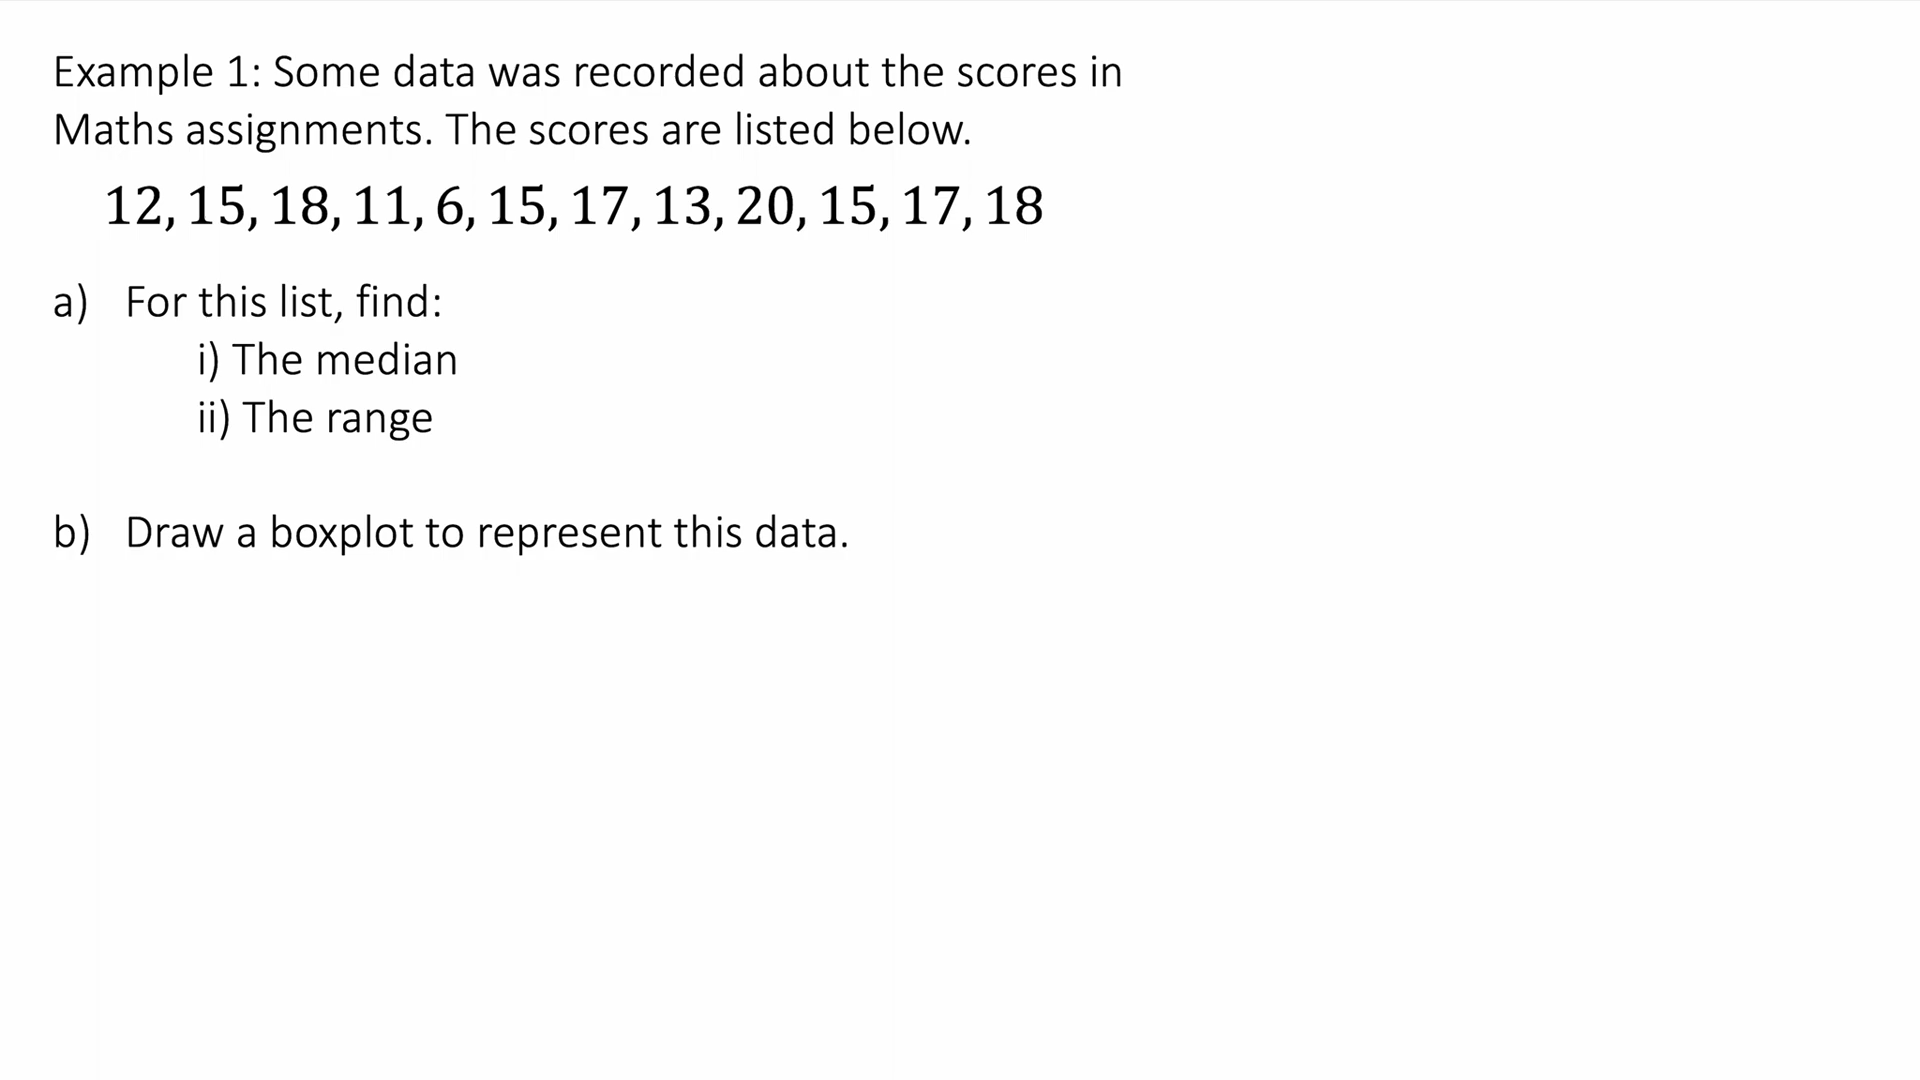 Example 1: Some data was recorded about the scores in
Maths assignments. The scores are listed below.
12, 15, 18, 11, 6, 15, 17, 13, 20, 15, 17, 18
a) For this list, find:
i) The median
ii) The range
b) Draw a boxplot to represent this data.